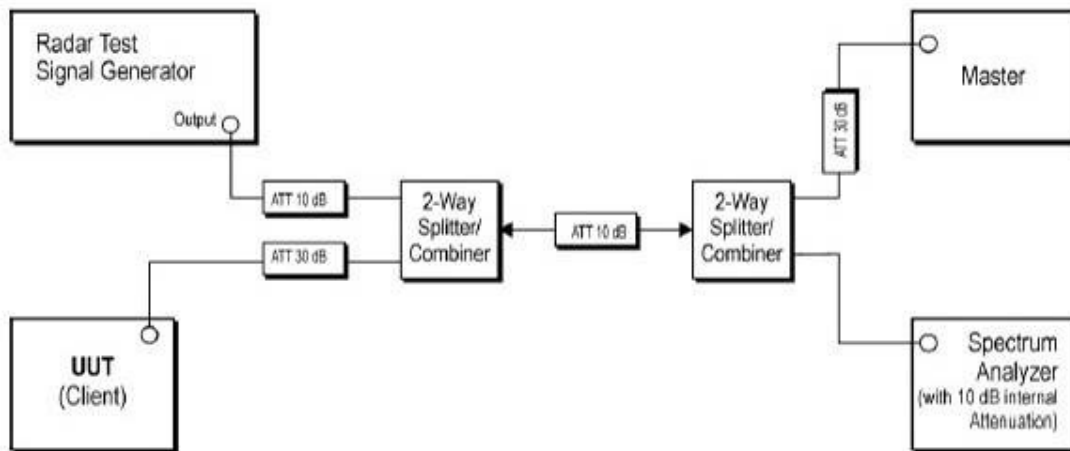 Radar Test
Signal Generator
Output
Master
ATT 30 dB
ATT 10 dB
2-Way
Splitter/
Combiner
ATT 10 dB
2-Way
Splitter/
Combiner
ATT 30 dB
UUT
(Client)
Spectrum
Analyzer
(with 10 dB internal
Attenuation)